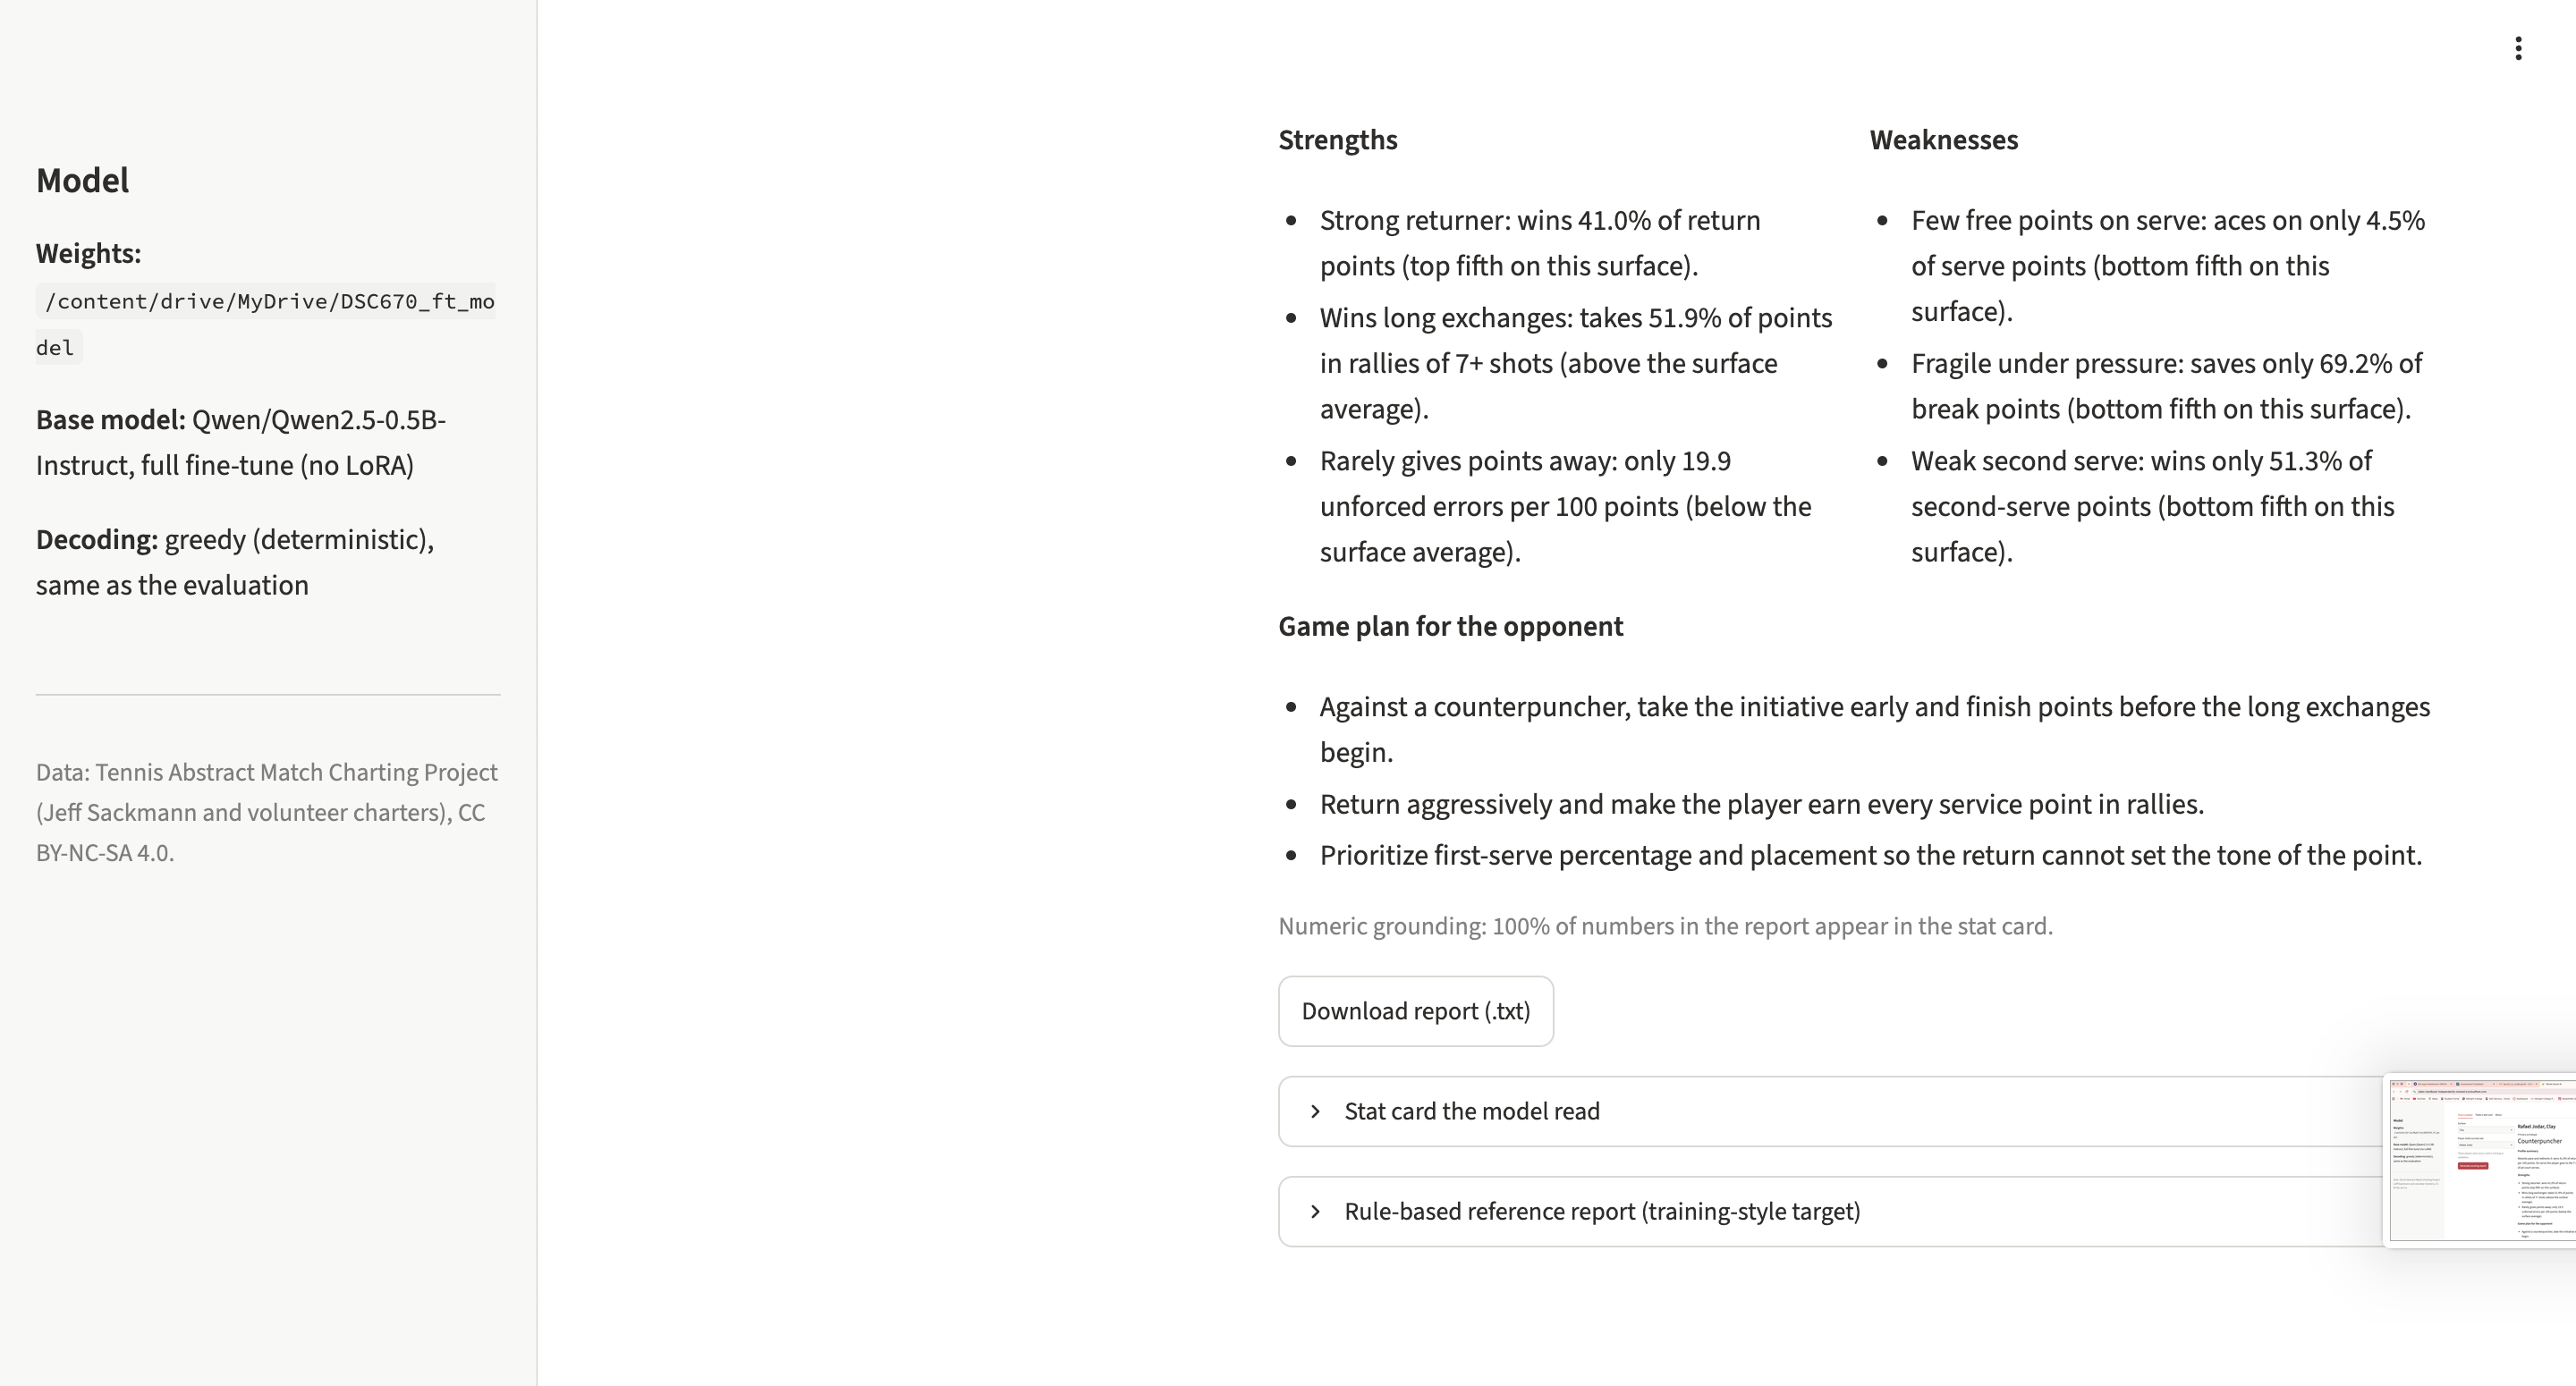 Model
Weights:
/content/drive/MyDrive/DSC670_ft_mo
del
Base model: Qwen/Qwen2.5-0.5B-
Instruct, full fine-tune (no LoRA)
Decoding: greedy (deterministic),
same as the evaluation
Data: Tennis Abstract Match Charting Project
(Jeff Sackmann and volunteer charters), CC
BY-NC-SA 4.0.
Strengths
Strong returner: wins 41.0% of return
points (top fifth on this surface).
Wins long exchanges: takes 51.9% of points
in rallies of 7+ shots (above the surface
average).
Rarely gives points away: only 19.9
unforced errors per 100 points (below the
surface average).
Weaknesses
Few free points on serve: aces on only 4.5%
of serve points (bottom fifth on this
surface).
Fragile under pressure: saves only 69.2% of
break points (bottom fifth on this surface).
Weak second serve: wins only 51.3% of
second-serve points (bottom fifth on this
surface).
Game plan for the opponent
Against a counterpuncher, take the initiative early and finish points before the long exchanges
begin.
Return aggressively and make the player earn every service point in rallies.
Prioritize first-serve percentage and placement so the return cannot set the tone of the point.
Numeric grounding: 100% of numbers in the report appear in the stat card.
Download report (.txt)
Stat card the model read
Rule-based reference report (training-style target)
Rafael Jodar, Clay
Counterpuncher